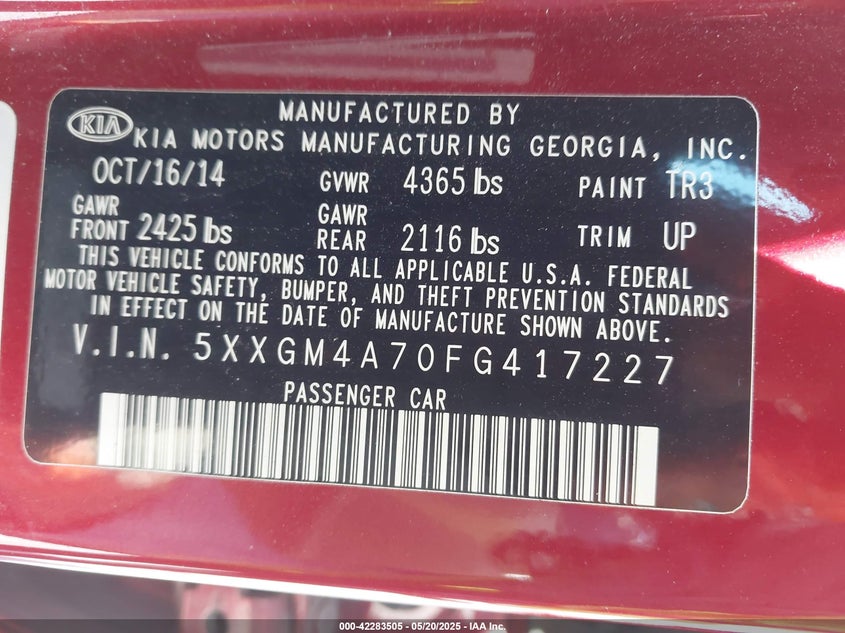 MANUFACTURED BY
KIA KIA MOTORS MANUFACTURING GEORGIA, INC.
OCT/16/14 GVWR 4365 lbs PAINT TR3
GAWR FRONT 2425 lbs GAWR REAR 2116 lbs TRIM UP
THIS VEHICLE CONFORMS TO ALL APPLICABLE U.S.A. FEDERAL
MOTOR VEHICLE SAFETY, BUMPER, AND THEFT PREVENTION STANDARDS
IN EFFECT ON THE DATE OF MANUFACTURE SHOWN ABOVE.
V.I.N. 5XXGM4A70FG417227
PASSENGER CAR
000-42283505 - 05/20/2025 - IAA Inc.